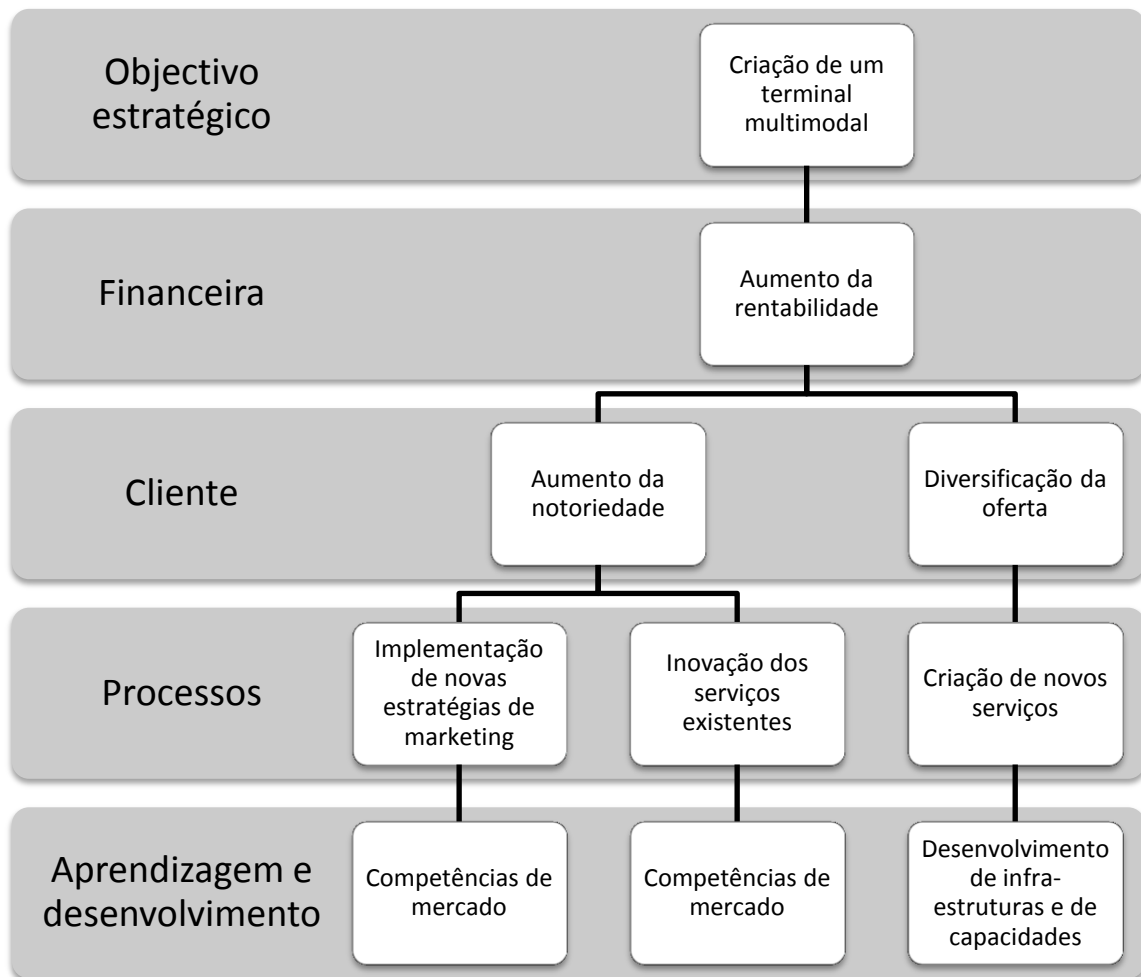 Objectivo
estratégico
Criação de um
terminal
multimodal
Financeira
Aumento da
rentabilidade
Cliente
Aumento da
notoriedade
Diversificação da
oferta
Processos
Implementação
de novas
estratégias de
marketing
Inovação dos
serviços
existentes
Criação de novos
serviços
Aprendizagem e
desenvolvimento
Competências de
mercado
Competências de
mercado
Desenvolvimento
de infra-
estruturas e de
capacidades